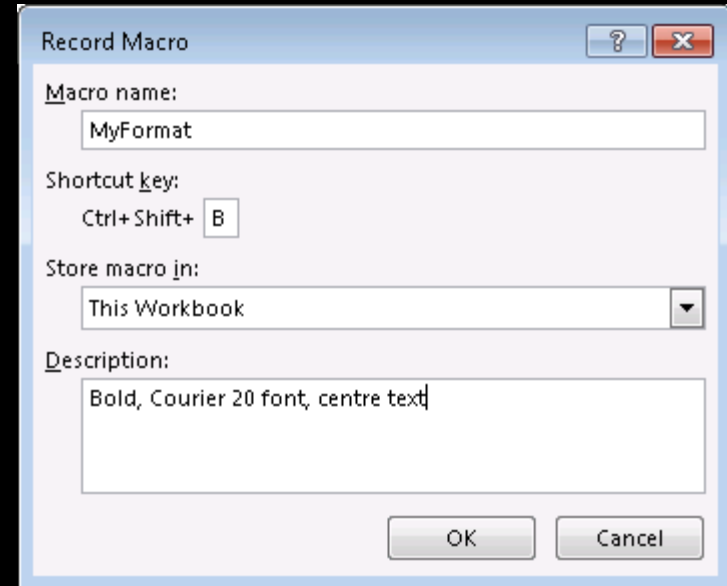 Record Macro
Macro name:
MyFormat
Shortcut key:
Ctrl+Shift+ B
Store macro in:
This Workbook
Description:
Bold, Courier 20 font, centre text
OK Cancel